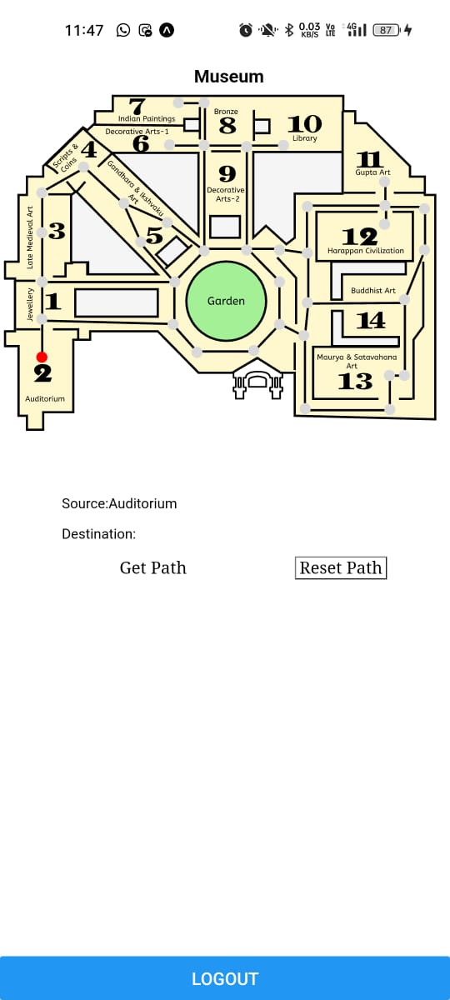 11:47
0.03 KB/S
Vo LTE
4G
87
Museum
7
Indian Paintings
Bronze
8
10
Library
Decorative Arts-1
6
Scripts &
Coins
4
Gandhara & Ikshvaku
Art
5
9
Decorative
Arts-2
11
Gupta Art
Late Medieval Art
3
12
Harappan Civilization
Jewellery
1
Garden
Buddhist Art
14
2
Auditorium
Maurya & Satavahana
Art
13
Source:Auditorium
Destination:
Get Path
Reset Path
LOGOUT